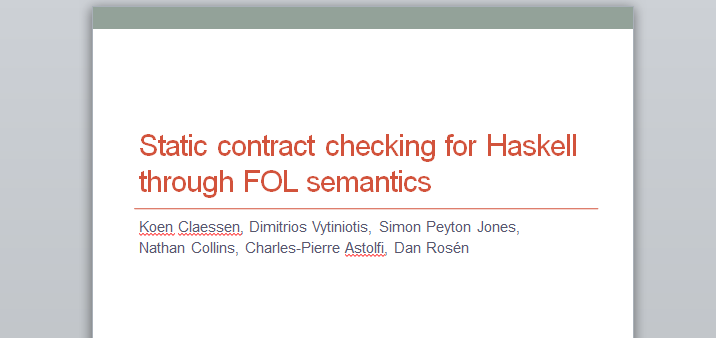 Static contract checking for Haskell
through FOL semantics
Koen Claessen, Dimitrios Vytiniotis, Simon Peyton Jones,
Nathan Collins, Charles-Pierre Astolfi, Dan Rosén